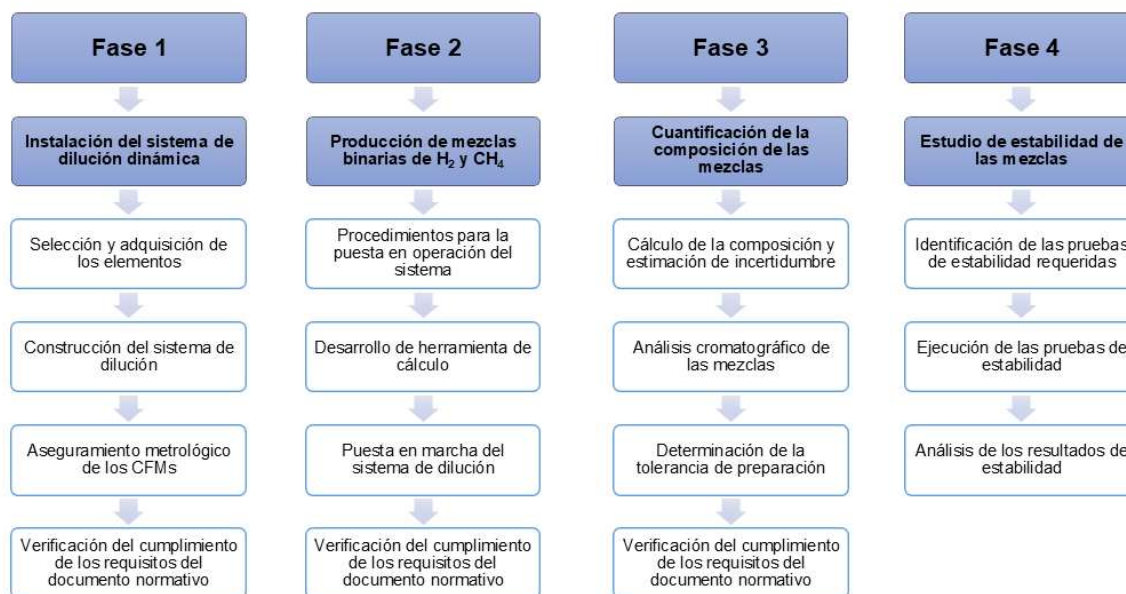 Fase 1
Instalación del sistema de
dilución dinámica
Selección y adquisición de
los elementos
Construcción del sistema de
dilución
Aseguramiento metrológico
de los CFMs
Verificación del cumplimiento
de los requisitos del
documento normativo
Fase 2
Producción de mezclas
binarias de H₂ y CH₄
Procedimientos para la
puesta en operación del
sistema
Desarrollo de herramienta de
cálculo
Puesta en marcha del
sistema de dilución
Verificación del cumplimiento
de los requisitos del
documento normativo
Fase 3
Cuantificación de la
composición de las
mezclas
Cálculo de la composición y
estimación de incertidumbre
Análisis cromatográfico de
las mezclas
Determinación de la
tolerancia de preparación
Verificación del cumplimiento
de los requisitos del
documento normativo
Fase 4
Estudio de estabilidad de
las mezclas
Identificación de las pruebas
de estabilidad requeridas
Ejecución de las pruebas de
estabilidad
Análisis de los resultados de
estabilidad